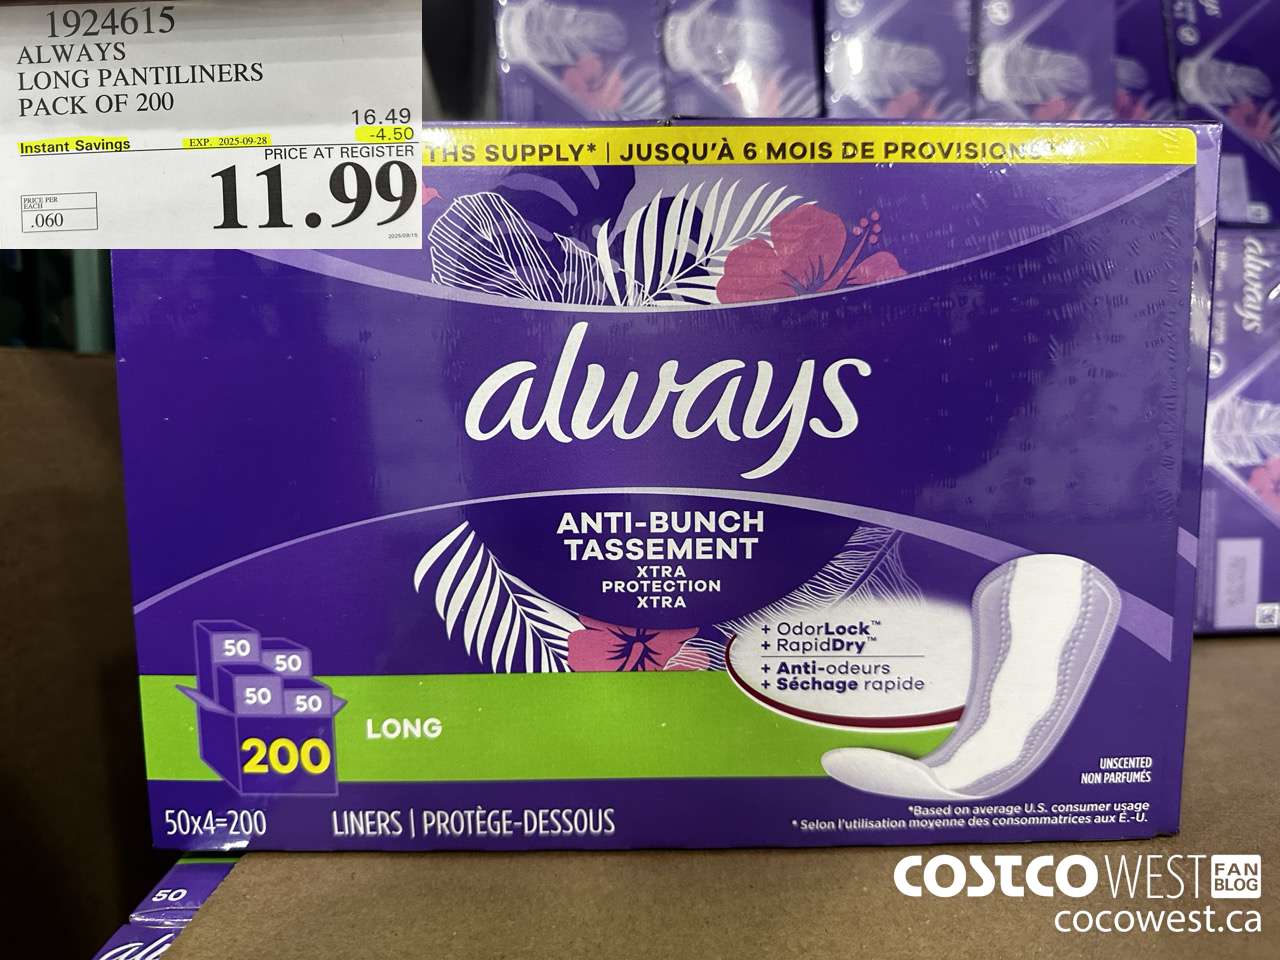 1924615
ALWAYS
LONG PANTILINERS
PACK OF 200
16.49
Instant Savings EXP. 2025-09-28 -4.50
PRICE AT REGISTER
11.99
PRICE PER
EACH
.060
2025/09/15
THS SUPPLY* | JUSQU'À 6 MOIS DE PROVISIONS*
always
ANTI-BUNCH
TASSEMENT
XTRA
PROTECTION
XTRA
+ OdorLock™
+ RapidDry™
+ Anti-odeurs
+ Séchage rapide
50
50
50
50
200
LONG
UNSCENTED
NON PARFUMÉS
50x4=200
LINERS | PROTÈGE-DESSOUS
*Based on average U.S. consumer usage
* Selon l'utilisation moyenne des consommatrices aux É.-U.
always
50
COSTCO WEST FAN BLOG
cocowest.ca